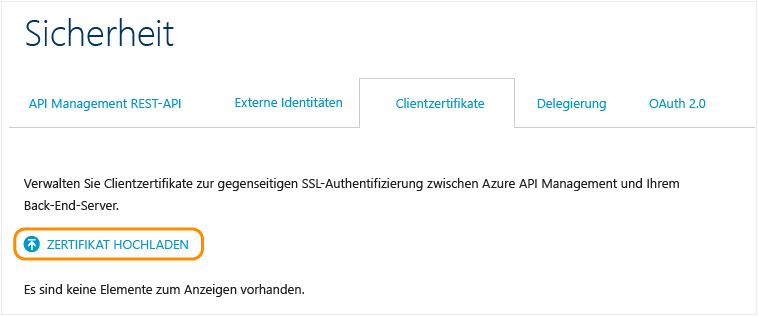 Sicherheit
API Management REST-API Externe Identitäten Clientzertifikate Delegierung OAuth 2.0
Verwalten Sie Clientzertifikate zur gegenseitigen SSL-Authentifizierung zwischen Azure API Management und Ihrem
Back-End-Server.
ZERTIFIKAT HOCHLADEN
Es sind keine Elemente zum Anzeigen vorhanden.